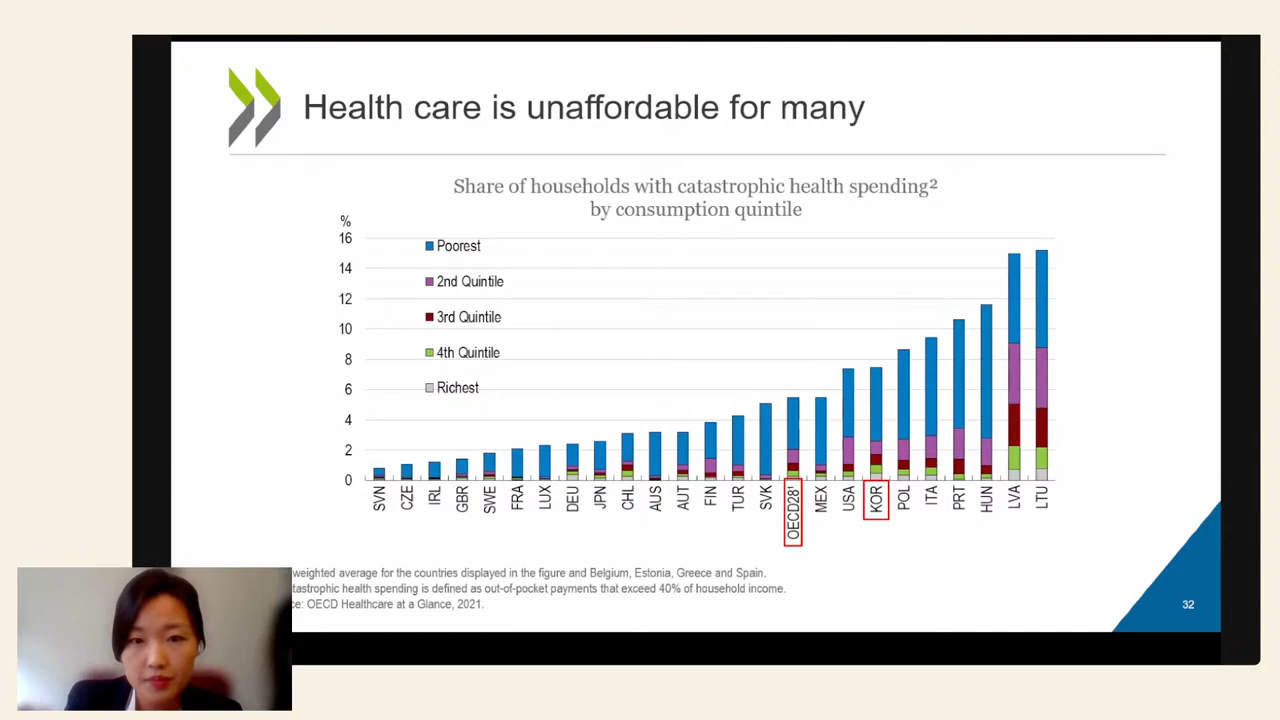 Health care is unaffordable for many
Share of households with catastrophic health spending²
by consumption quintile
%
16
14
12
10
8
6
4
2
0
Poorest
2nd Quintile
3rd Quintile
4th Quintile
Richest
SVN
CZE
IRL
GBR
SWE
FRA
LUX
DEU
JPN
CHL
AUS
AUT
FIN
TUR
SVK
OECD28¹
MEX
USA
KOR
POL
ITA
PRT
HUN
LVA
LTU
weighted average for the countries displayed in the figure and Belgium, Estonia, Greece and Spain.
tastrophic health spending is defined as out-of-pocket payments that exceed 40% of household income.
ce: OECD Healthcare at a Glance, 2021.
32